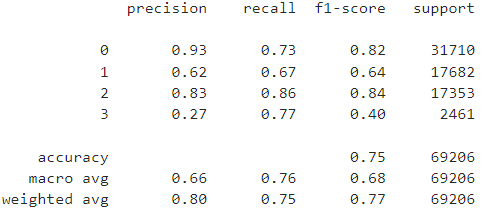 precision recall f1-score support
0 0.93 0.73 0.82 31710
1 0.62 0.67 0.64 17682
2 0.83 0.86 0.84 17353
3 0.27 0.77 0.40 2461
accuracy 0.75 69206
macro avg 0.66 0.76 0.68 69206
weighted avg 0.80 0.75 0.77 69206